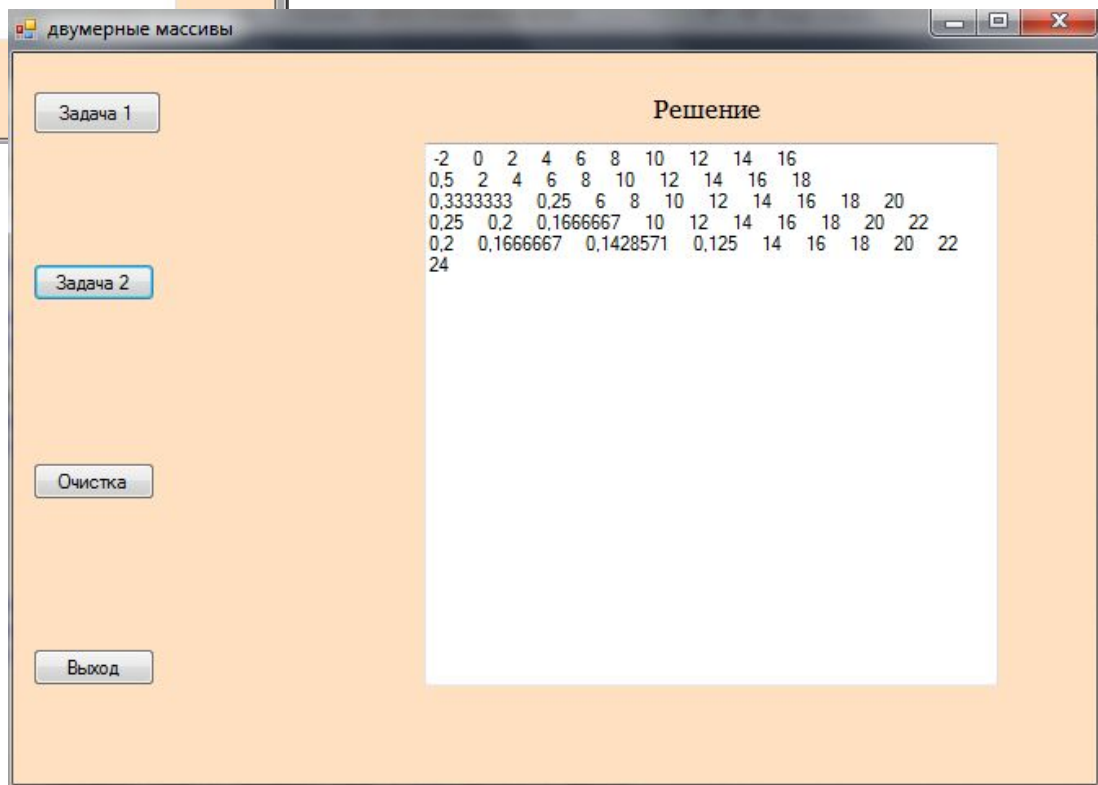 двумерные массивы
Задача 1
Решение
-2 0 2 4 6 8 10 12 14 16
0,5 2 4 6 8 10 12 14 16 18
0,3333333 0,25 6 8 10 12 14 16 18 20
0,25 0,2 0,1666667 10 12 14 16 18 20 22
0,2 0,1666667 0,1428571 0,125 14 16 18 20 22
24
Задача 2
Очистка
Выход